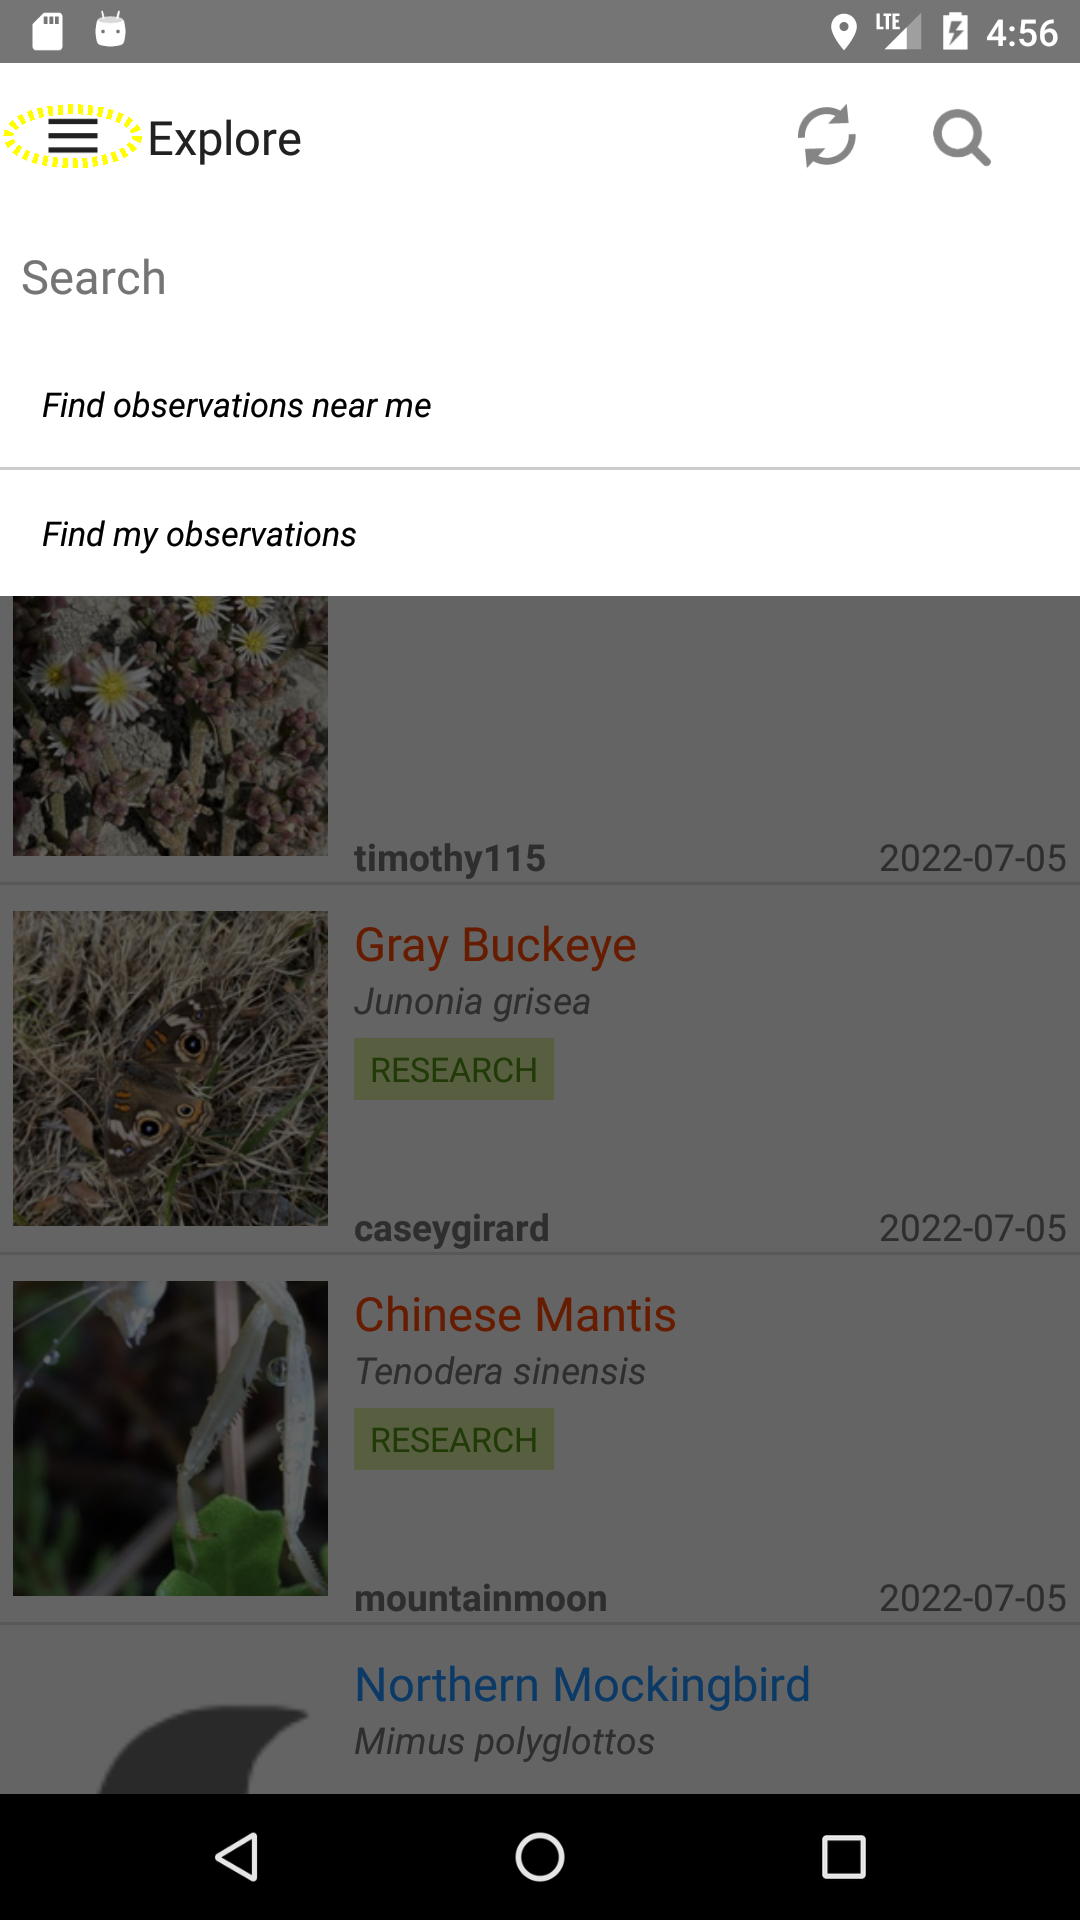 LTE 4:56
Explore
Search
Find observations near me
Find my observations
timothy115 2022-07-05
Gray Buckeye
Junonia grisea
RESEARCH
caseygirard 2022-07-05
Chinese Mantis
Tenodera sinensis
RESEARCH
mountainmoon 2022-07-05
Northern Mockingbird
Mimus polyglottos